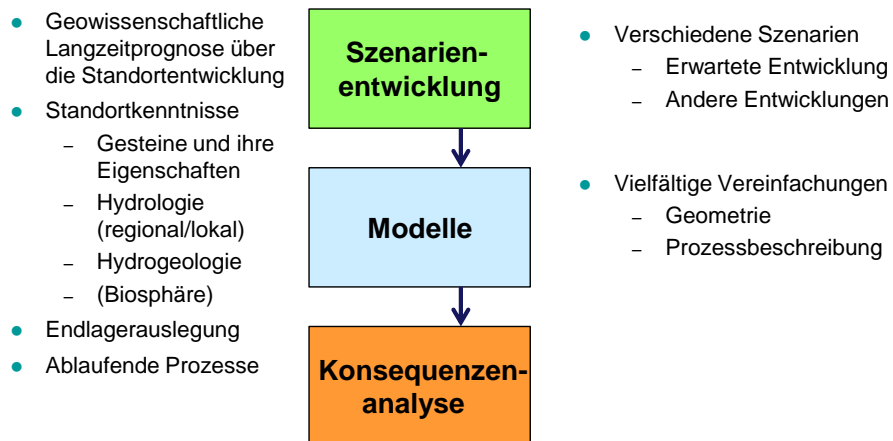 Geowissenschaftliche
Langzeitprognose über
die Standortentwicklung
Standortkenntnisse
– Gesteine und ihre
Eigenschaften
– Hydrologie
(regional/lokal)
– Hydrogeologie
– (Biosphäre)
Endlagerauslegung
Ablaufende Prozesse
Szenarien-
entwicklung
Modelle
Konsequenzen-
analyse
Verschiedene Szenarien
– Erwartete Entwicklung
– Andere Entwicklungen
Vielfältige Vereinfachungen
– Geometrie
– Prozessbeschreibung